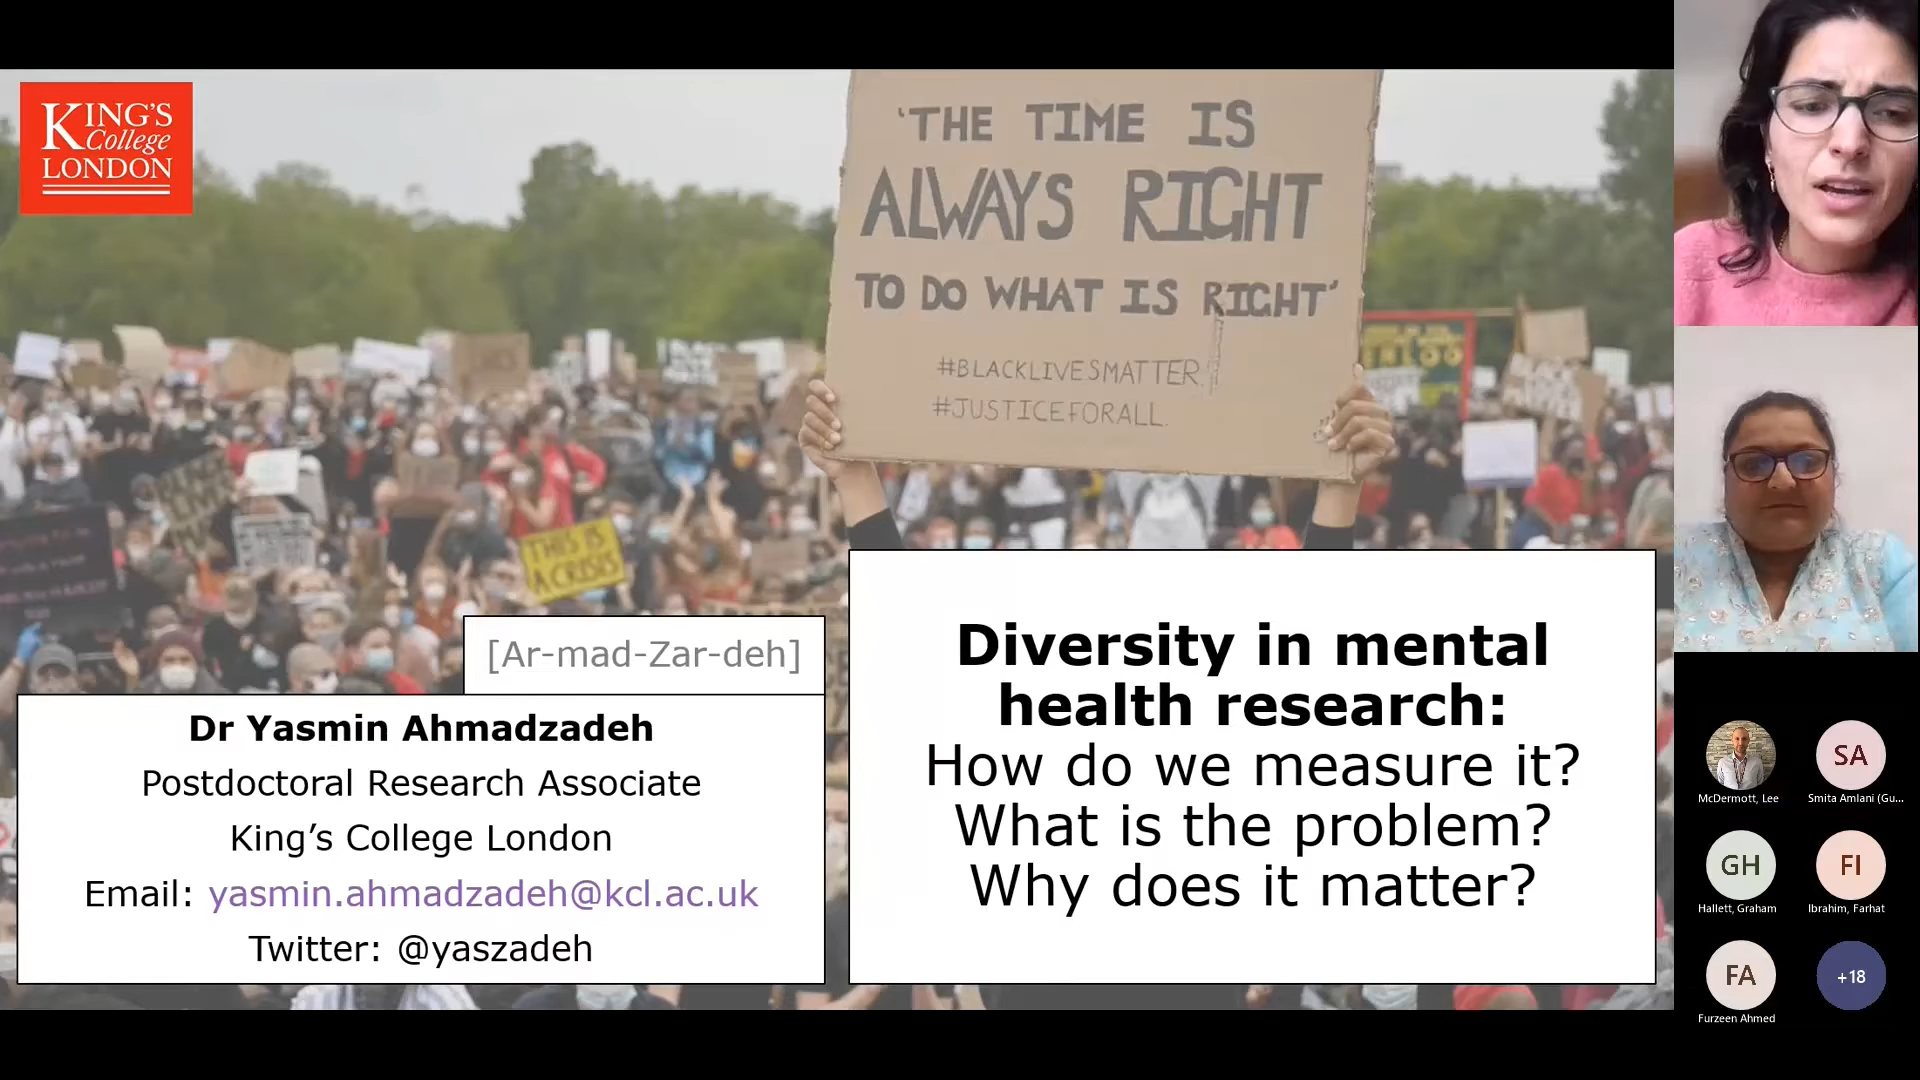 KING'S
College
LONDON
'THE TIME IS
ALWAYS RIGHT
TO DO WHAT IS RIGHT'
#BLACKLIVESMATTER.
#JUSTICEFORALL.
THIS IS
A CRISIS
[Ar-mad-Zar-deh]
Dr Yasmin Ahmadzadeh
Postdoctoral Research Associate
King’s College London
Email: yasmin.ahmadzadeh@kcl.ac.uk
Twitter: @yaszadeh
Diversity in mental
health research:
How do we measure it?
What is the problem?
Why does it matter?
McDermott, Lee
SA
Smita Amlani (Gu...
GH
Hallett, Graham
FI
Ibrahim, Farhat
FA
Furzeen Ahmed
+18